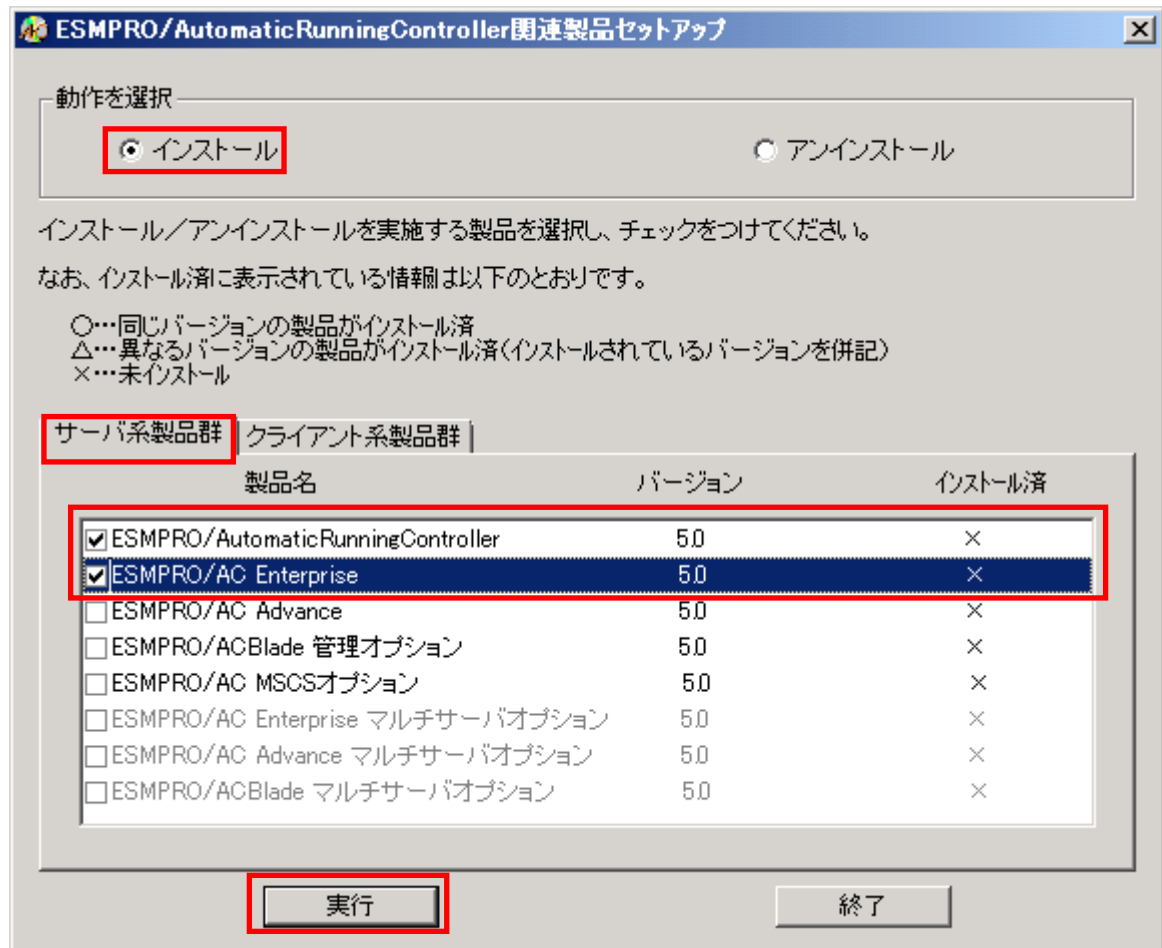 ESMPRO/AutomaticRunningController関連製品セットアップ
動作を選択
インストール アンインストール
インストール／アンインストールを実施する製品を選択し、チェックをつけてください。
なお、インストール済に表示されている情報は以下のとおりです。
○…同じバージョンの製品がインストール済
△…異なるバージョンの製品がインストール済(インストールされているバージョンを併記)
×…未インストール
サーバ系製品群 クライアント系製品群
製品名 バージョン インストール済
ESMPRO/AutomaticRunningController 5.0 ×
ESMPRO/AC Enterprise 5.0 ×
ESMPRO/AC Advance 5.0 ×
ESMPRO/ACBlade 管理オプション 5.0 ×
ESMPRO/AC MSCSオプション 5.0 ×
ESMPRO/AC Enterprise マルチサーバオプション 5.0 ×
ESMPRO/AC Advance マルチサーバオプション 5.0 ×
ESMPRO/ACBlade マルチサーバオプション 5.0 ×
実行 終了